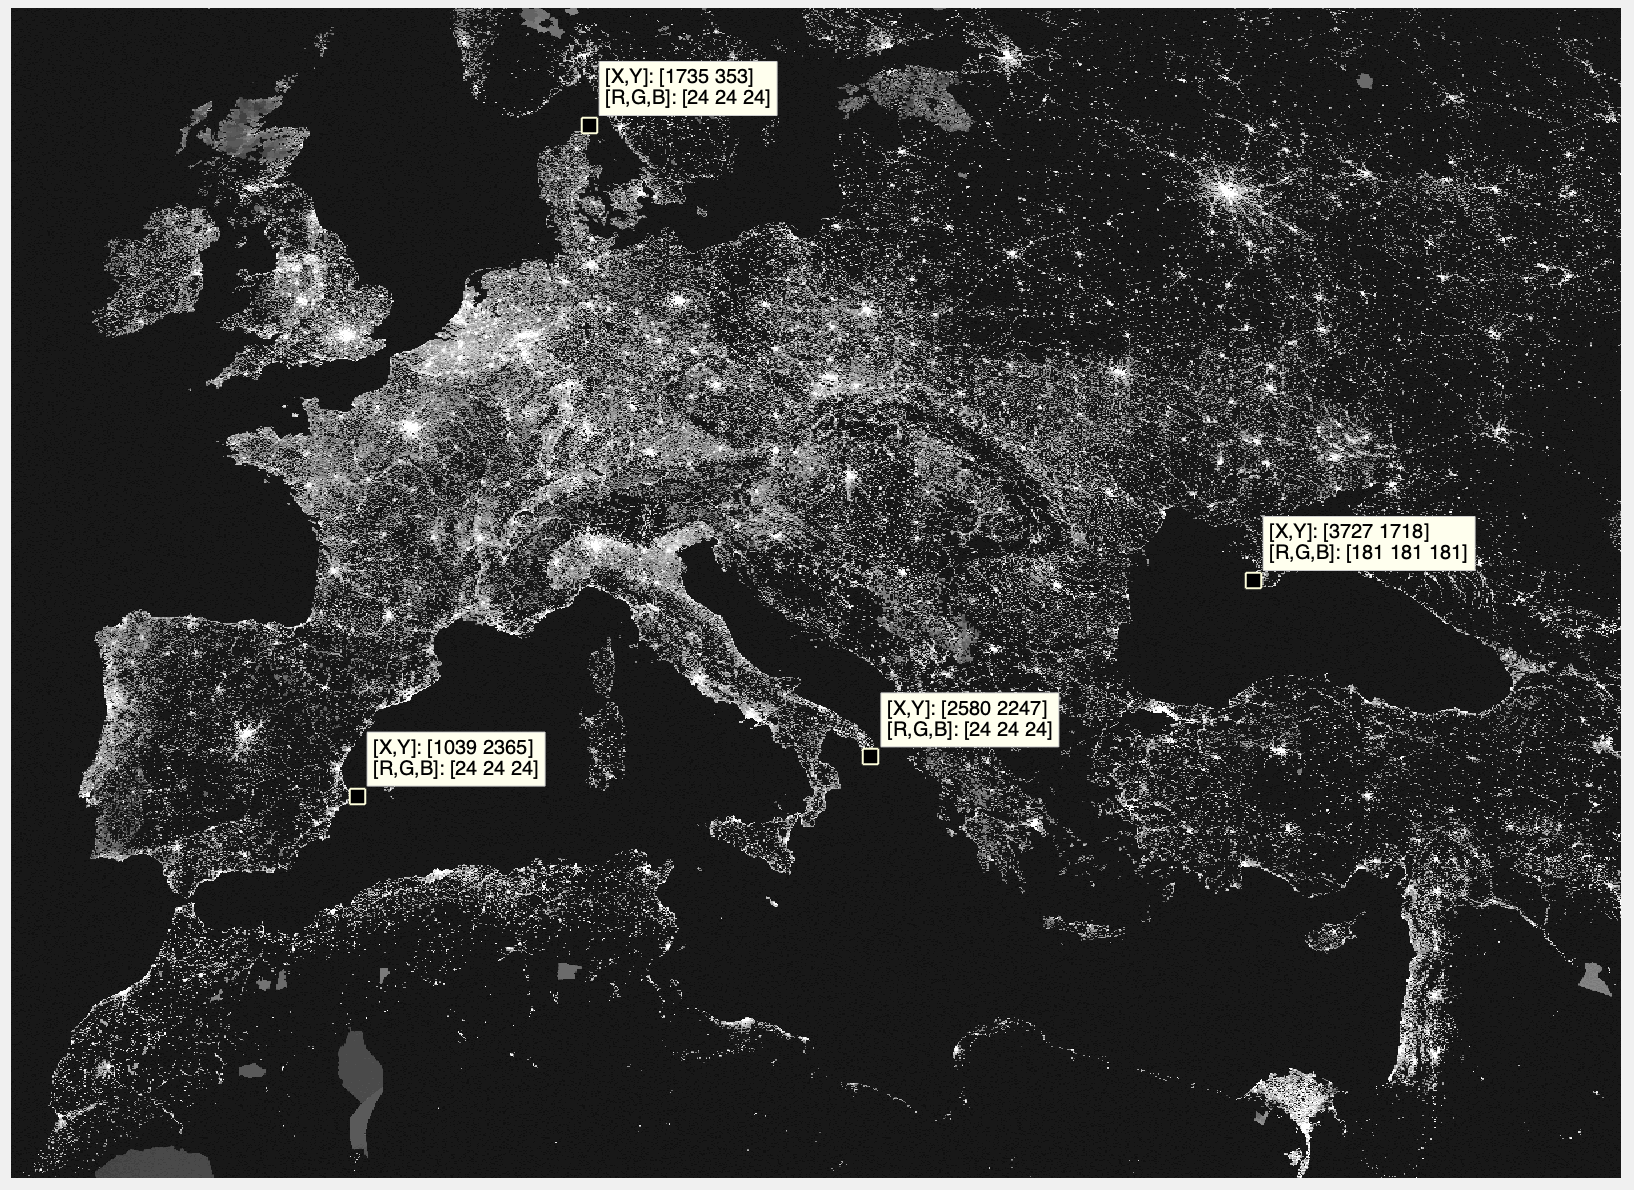 [X,Y]: [1735 353]
[R,G,B]: [24 24 24]
[X,Y]: [3727 1718]
[R,G,B]: [181 181 181]
[X,Y]: [2580 2247]
[R,G,B]: [24 24 24]
[X,Y]: [1039 2365]
[R,G,B]: [24 24 24]